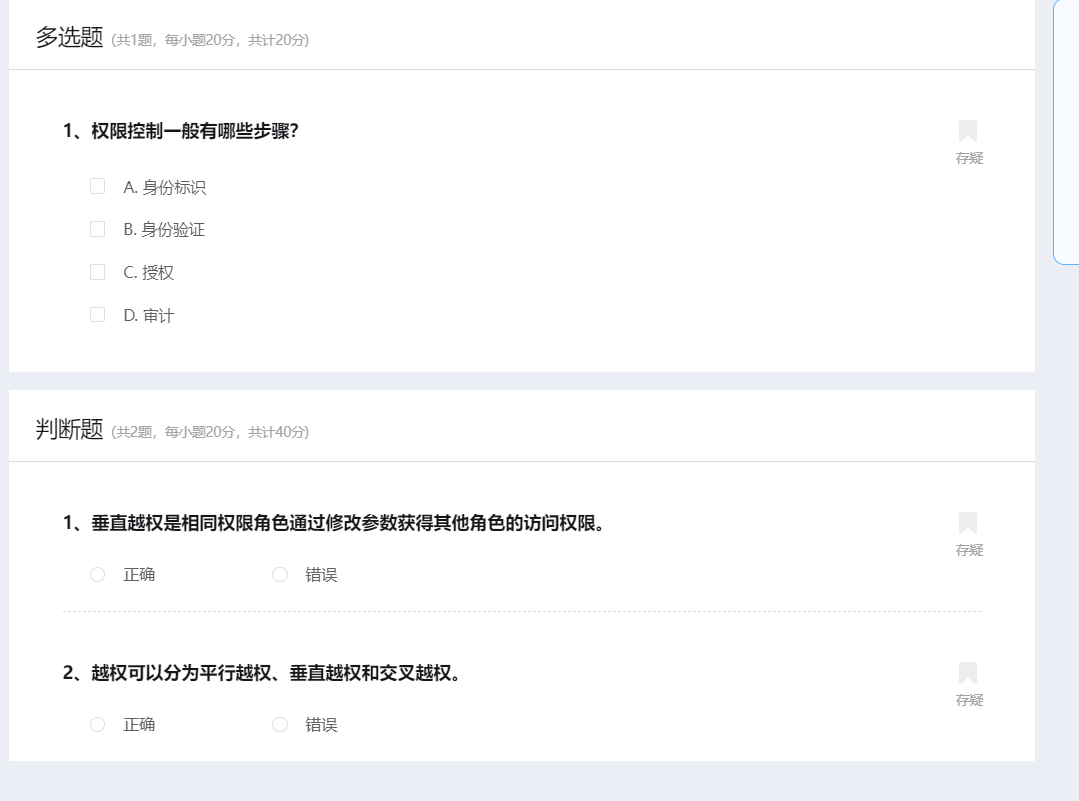 多选题 (共1题，每小题20分，共计20分)
1、权限控制一般有哪些步骤?
存疑
A. 身份标识
B. 身份验证
C. 授权
D. 审计
判断题 (共2题，每小题20分，共计40分)
1、垂直越权是相同权限角色通过修改参数获得其他角色的访问权限。
存疑
正确 错误
2、越权可以分为平行越权、垂直越权和交叉越权。
存疑
正确 错误